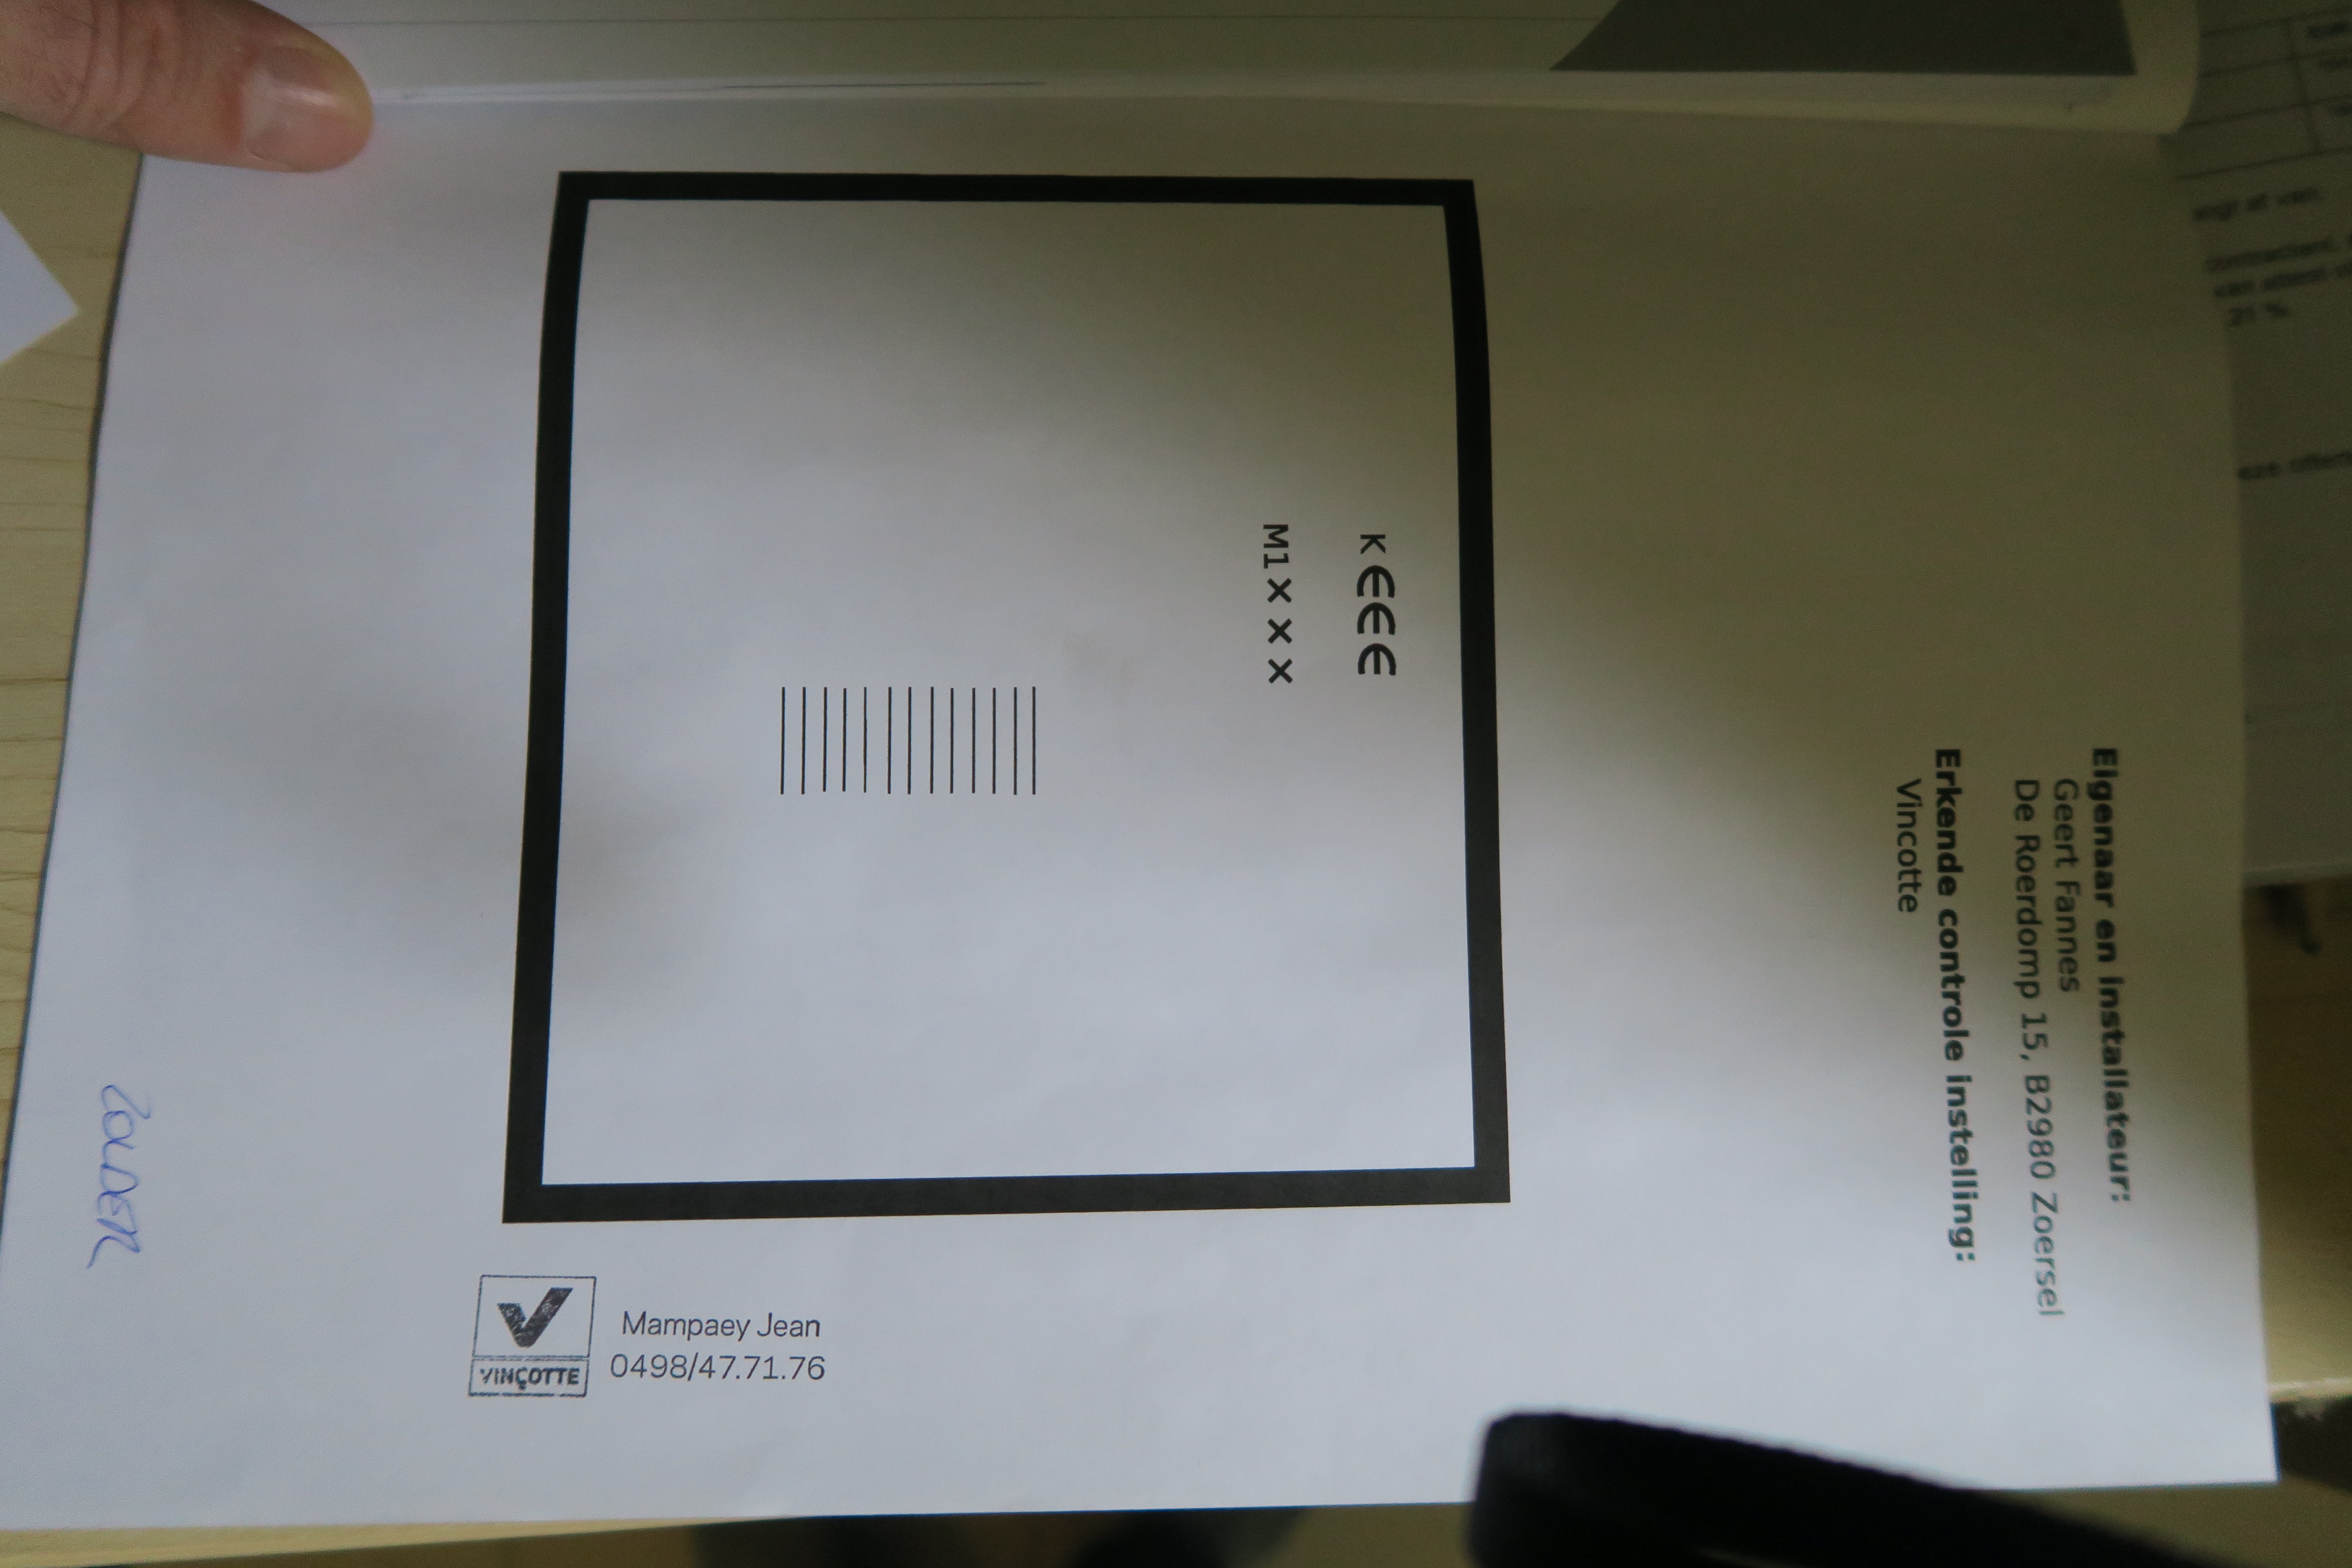 Eigenaar en installateur:
Geert Fannes
De Roerdomp 15, B2980 Zoersel
Erkende controle instelling:
Vincotte
K € € €
M1 x x x
Mampaey Jean
0498/47.71.76
VINÇOTTE
ZOLDER
21 %